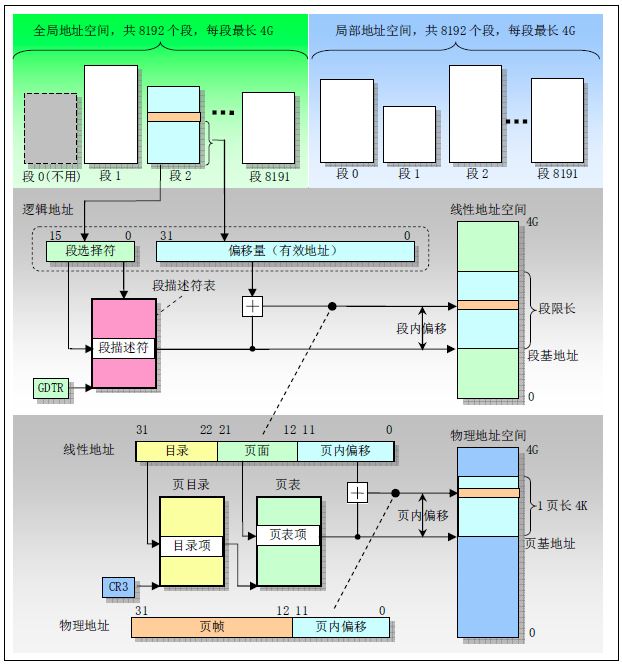 全局地址空间，共 8192 个段，每段最长 4G
局部地址空间，共 8192 个段，每段最长 4G
段 0(不用)
段 1
段 2
段 8191
段 0
段 1
段 2
段 8191
逻辑地址
线性地址空间
15
0
31
0
4G
段选择符
偏移量（有效地址）
段描述符表
段限长
段内偏移
段描述符
段基地址
GDTR
0
31
22
21
12
11
0
物理地址空间
线性地址
目录
页面
页内偏移
4G
页目录
页表
1 页长 4K
页内偏移
目录项
页表项
页基地址
CR3
31
12
11
0
物理地址
页帧
页内偏移
0